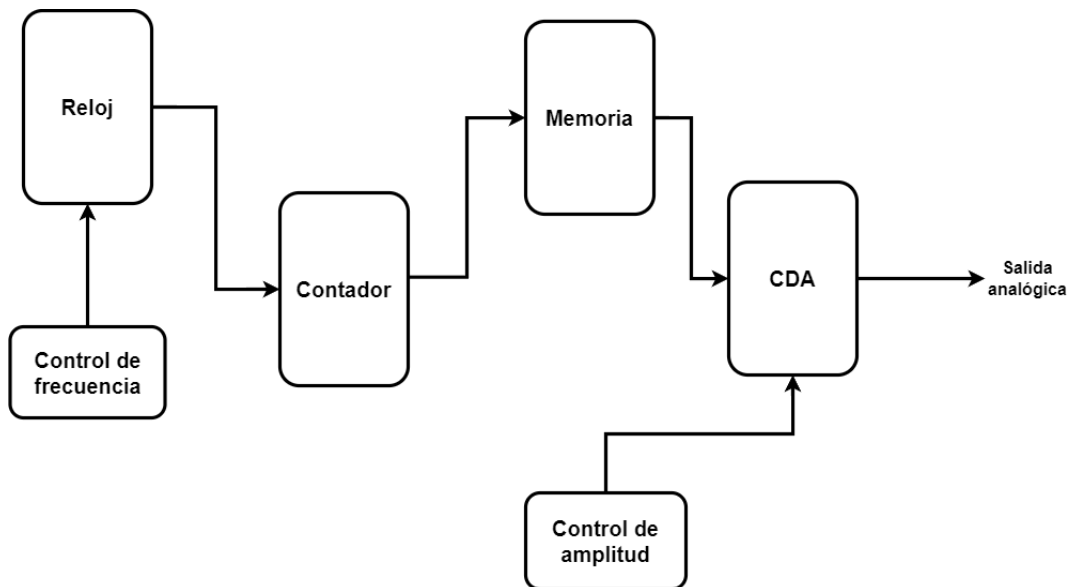 Reloj
Memoria
CDA
Salida
analógica
Contador
Control de
frecuencia
Control de
amplitud